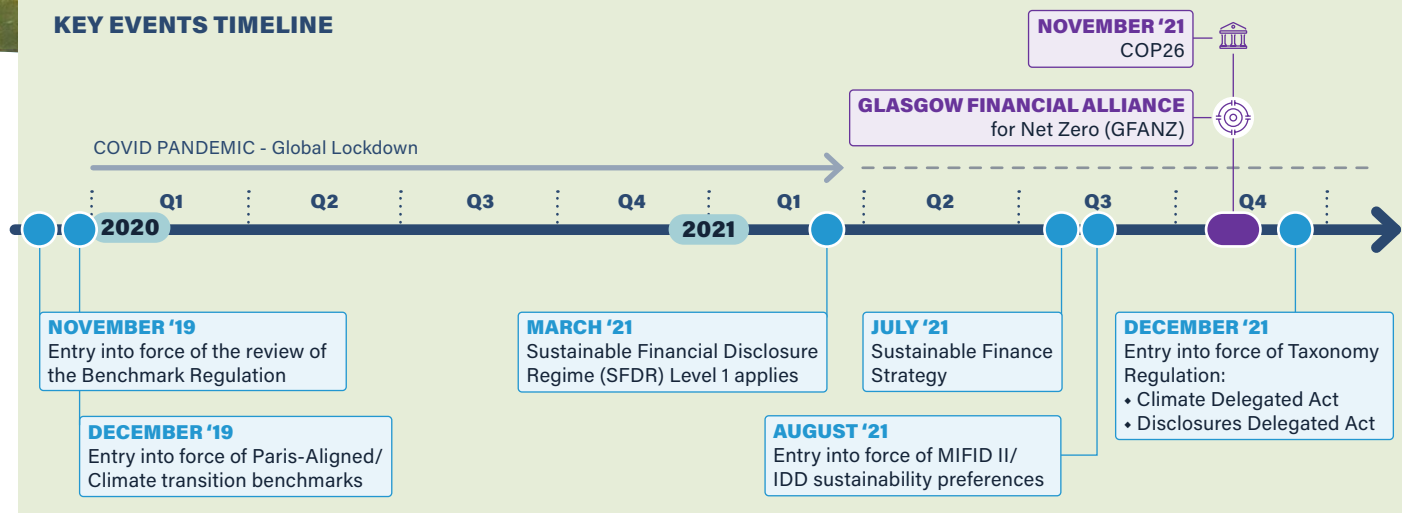 KEY EVENTS TIMELINE
NOVEMBER ‘21
COP26
GLASGOW FINANCIAL ALLIANCE
for Net Zero (GFANZ)
COVID PANDEMIC - Global Lockdown
Q1
Q2
Q3
Q4
Q1
Q2
Q3
Q4
2020
2021
NOVEMBER ‘19
Entry into force of the review of
the Benchmark Regulation
DECEMBER ‘19
Entry into force of Paris-Aligned/
Climate transition benchmarks
MARCH ‘21
Sustainable Financial Disclosure
Regime (SFDR) Level 1 applies
JULY ‘21
Sustainable Finance
Strategy
AUGUST ‘21
Entry into force of MIFID II/
IDD sustainability preferences
DECEMBER ‘21
Entry into force of Taxonomy
Regulation:
• Climate Delegated Act
• Disclosures Delegated Act